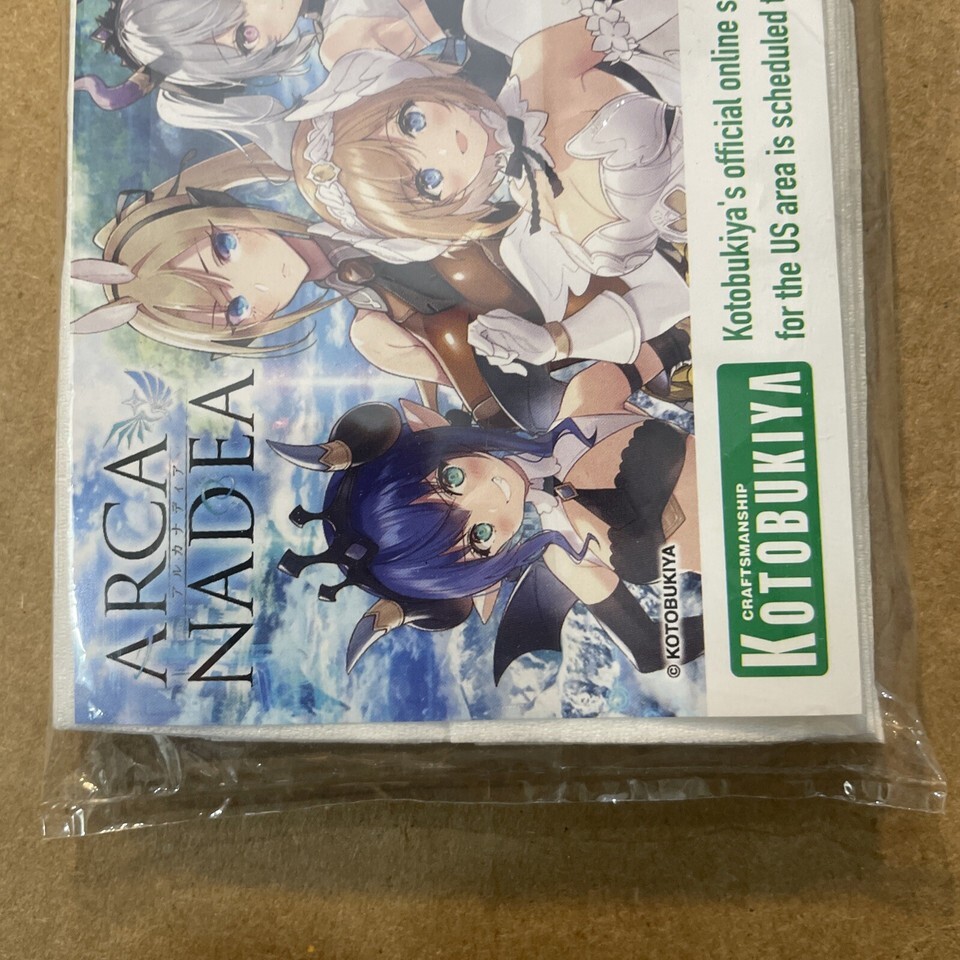 ARCA
アルカナディア
NADEA
© KOTOBUKIYA
CRAFTSMANSHIP
KOTOBUKIYA
Kotobukiya's official online
for the US area is scheduled